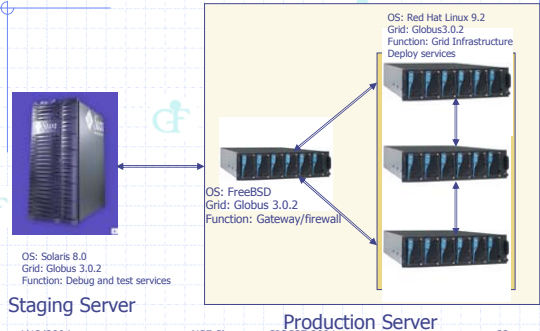 OS: Red Hat Linux 9.2
Grid: Globus3.0.2
Function: Grid Infrastructure
Deploy services
OS: FreeBSD
Grid: Globus 3.0.2
Function: Gateway/firewall
OS: Solaris 8.0
Grid: Globus 3.0.2
Function: Debug and test services
Staging Server
Production Server